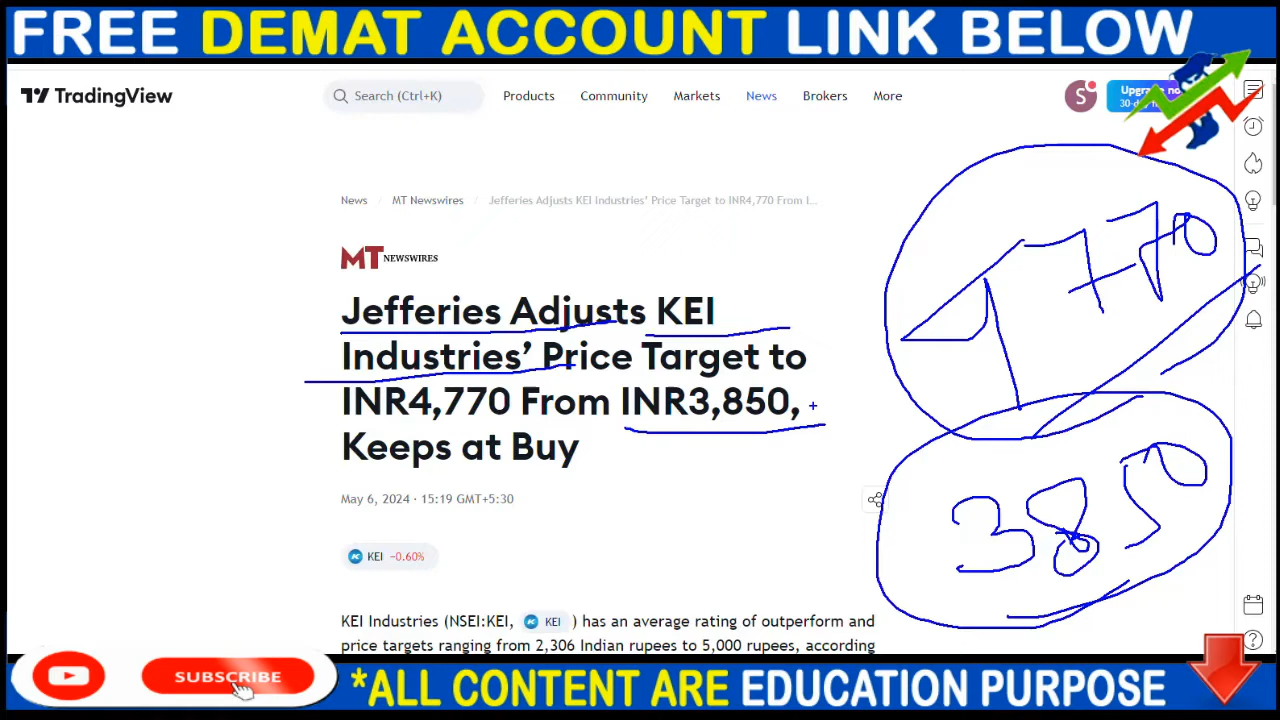 FREE DEMAT ACCOUNT LINK BELOW
TradingView
Search (Ctrl+K)
Products
Community
Markets
News
Brokers
More
S
News / MT Newswires / Jefferies Adjusts KEI Industries' Price Target to INR4,770 From I...
MT NEWSWIRES
Jefferies Adjusts KEI
Industries’ Price Target to
INR4,770 From INR3,850,
Keeps at Buy
4770
3850
May 6, 2024 · 15:19 GMT+5:30
KEI −0.60%
KEI Industries (NSEI:KEI, KEI ) has an average rating of outperform and
price targets ranging from 2,306 Indian rupees to 5,000 rupees, according
SUBSCRIBE
*ALL CONTENT ARE EDUCATION PURPOSE